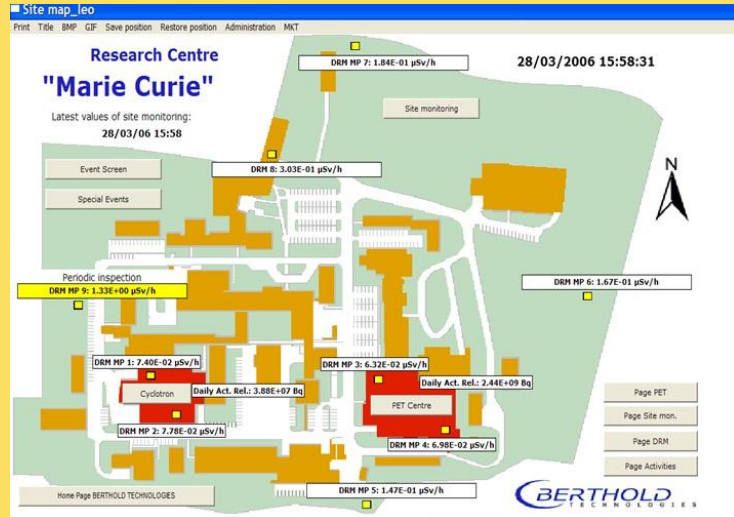 Site map_leo
Print Title BMP GIF Save position Restore position Administration MKT
Research Centre
"Marie Curie"
Latest values of site monitoring:
28/03/06 15:58
DRM MP 7: 1.84E-01 µSv/h
28/03/2006 15:58:31
Site monitoring
Event Screen
Special Events
DRM 8: 3.03E-01 µSv/h
N
Periodic inspection
DRM MP 9: 1.33E+00 µSv/h
DRM MP 6: 1.67E-01 µSv/h
DRM MP 1: 7.40E-02 µSv/h
Cyclotron
Daily Act. Rel.: 3.88E+07 Bq
DRM MP 2: 7.78E-02 µSv/h
DRM MP 3: 6.32E-02 µSv/h
Daily Act. Rel.: 2.44E+09 Bq
PET Centre
DRM MP 4: 6.98E-02 µSv/h
Page PET
Page Site mon.
Page DRM
Page Activities
Home Page BERTHOLD TECHNOLOGIES
DRM MP 5: 1.47E-01 µSv/h
BERTHOLD
TECHNOLOGIES